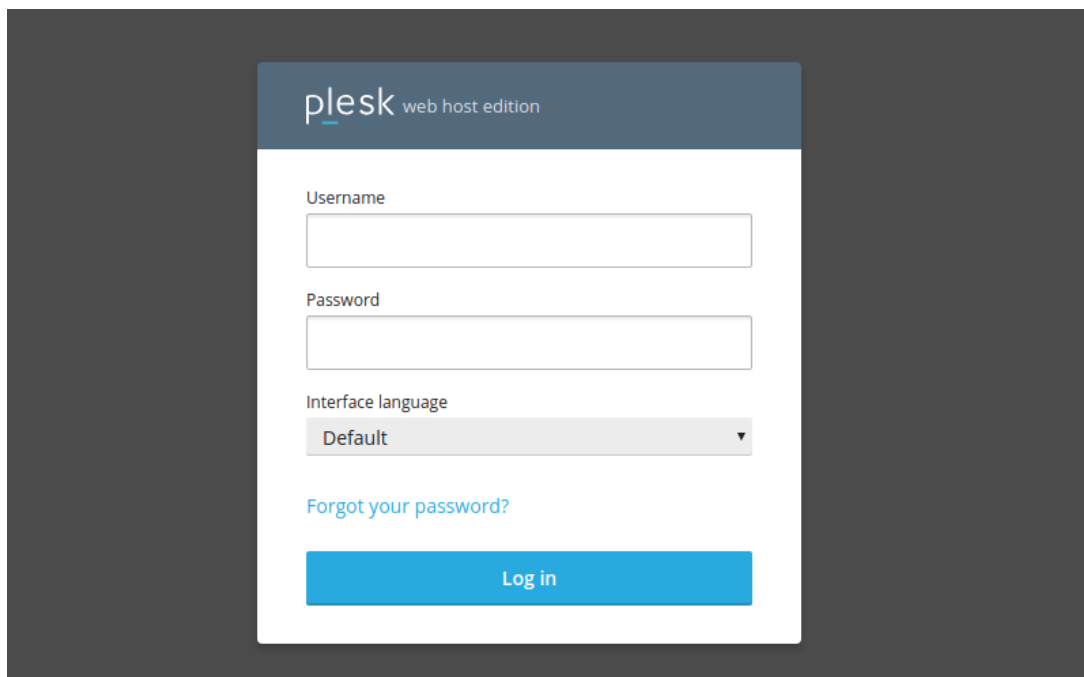 plesk web host edition
Username
Password
Interface language
Default
Forgot your password?
Log in